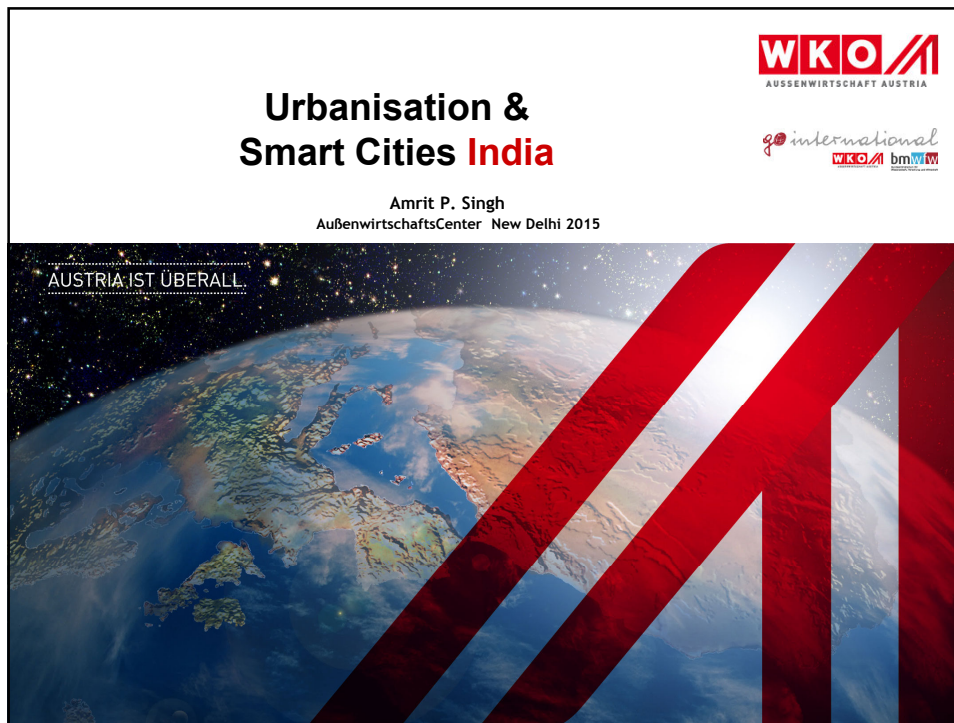 WKO
AUSSENWIRTSCHAFT AUSTRIA
Urbanisation &
Smart Cities India
go international
WKO bmwfw
Amrit P. Singh
AußenwirtschaftsCenter New Delhi 2015
AUSTRIA IST ÜBERALL.